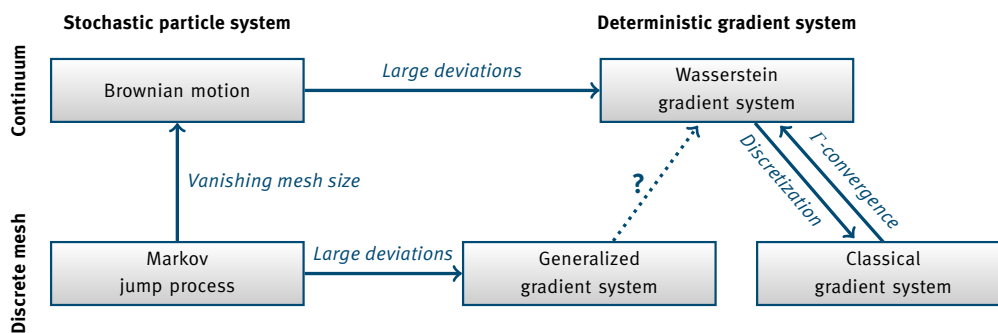 Stochastic particle system
Deterministic gradient system
Continuum
Brownian motion
Large deviations
Wasserstein
gradient system
Vanishing mesh size
?
Discretization
Γ-convergence
Discrete mesh
Markov
jump process
Large deviations
Generalized
gradient system
Classical
gradient system